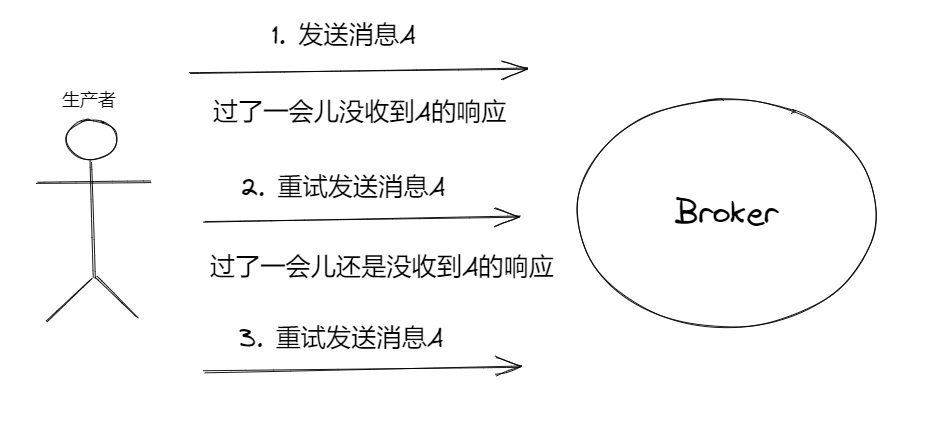 1. 发送消息A
过了一会儿没收到A的响应
生产者
2. 重试发送消息A
Broker
过了一会儿还是没收到A的响应
3. 重试发送消息A